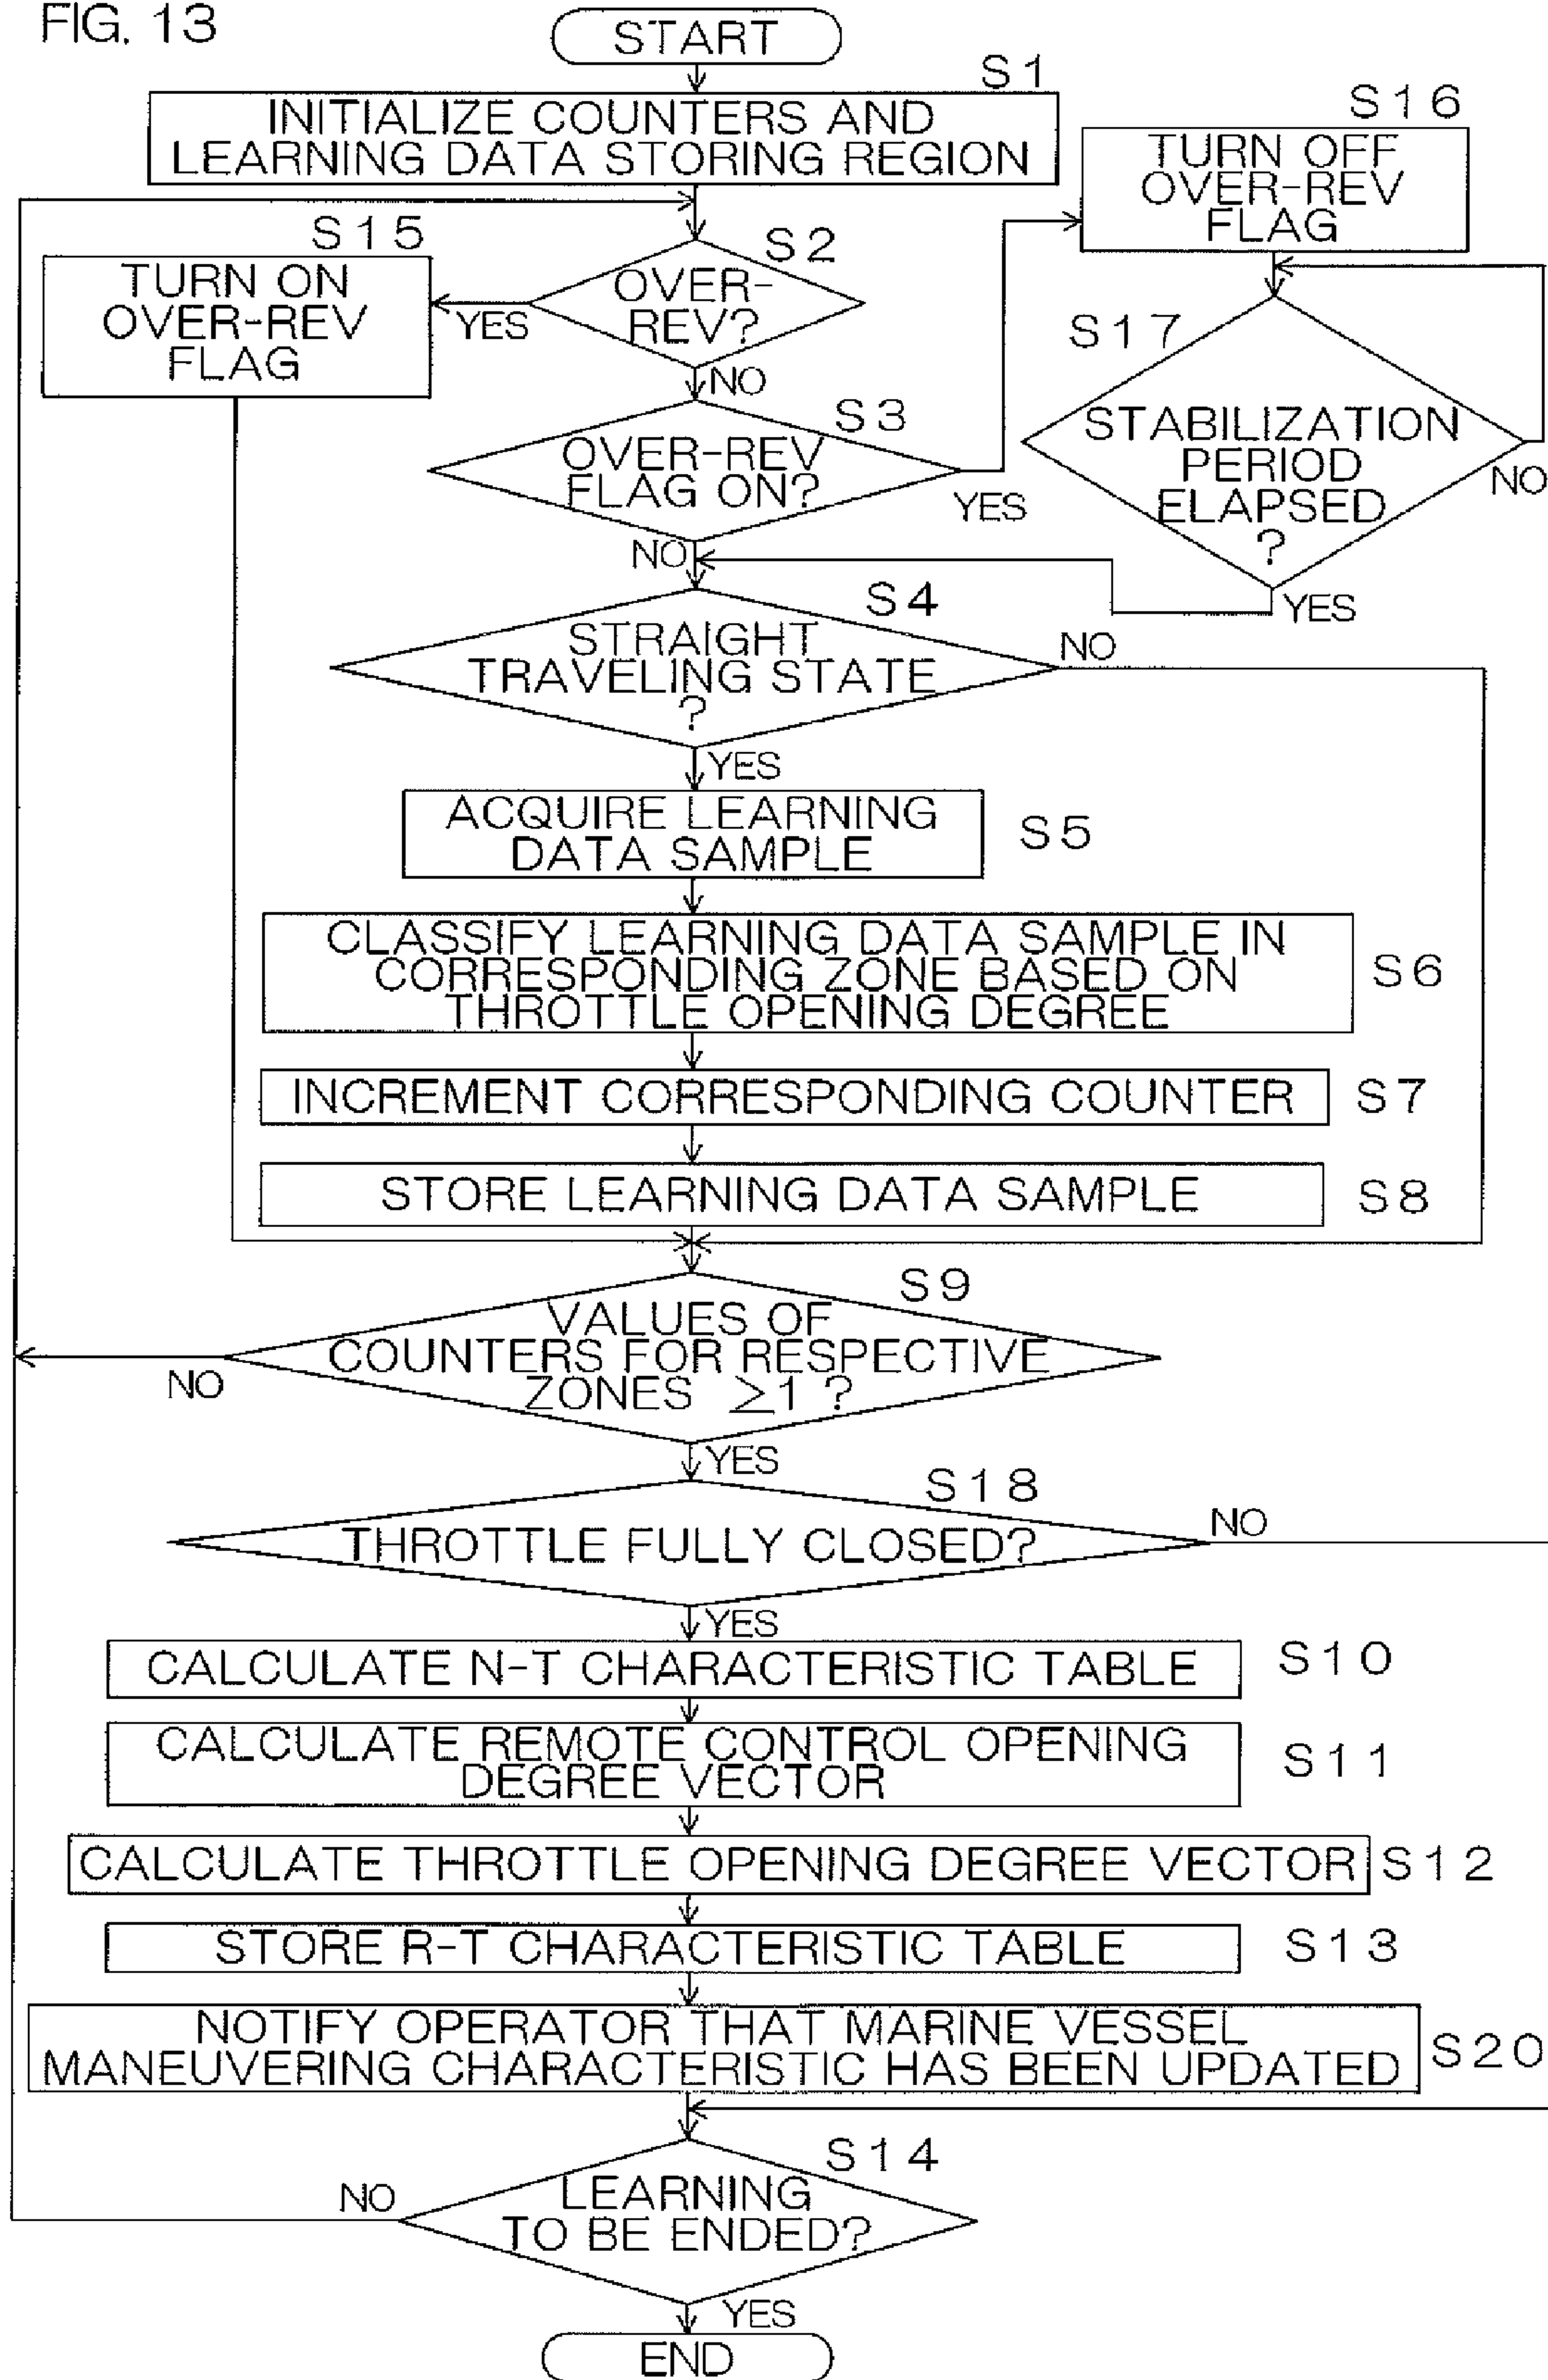 FIG. 13
START
S1
INITIALIZE COUNTERS AND
LEARNING DATA STORING REGION
S16
TURN OFF
OVER-REV
FLAG
S15
TURN ON
OVER-REV
FLAG
S2
OVER-
REV?
YES
NO
S17
STABILIZATION
PERIOD
ELAPSED
?
NO
YES
S3
OVER-REV
FLAG ON?
YES
NO
S4
STRAIGHT
TRAVELING STATE
?
NO
YES
ACQUIRE LEARNING
DATA SAMPLE
S5
CLASSIFY LEARNING DATA SAMPLE IN
CORRESPONDING ZONE BASED ON
THROTTLE OPENING DEGREE
S6
INCREMENT CORRESPONDING COUNTER
S7
STORE LEARNING DATA SAMPLE
S8
S9
VALUES OF
COUNTERS FOR RESPECTIVE
ZONES ≥1 ?
NO
YES
S18
THROTTLE FULLY CLOSED?
NO
YES
CALCULATE N-T CHARACTERISTIC TABLE
S10
CALCULATE REMOTE CONTROL OPENING
DEGREE VECTOR
S11
CALCULATE THROTTLE OPENING DEGREE VECTOR
S12
STORE R-T CHARACTERISTIC TABLE
S13
NOTIFY OPERATOR THAT MARINE VESSEL
MANEUVERING CHARACTERISTIC HAS BEEN UPDATED
S20
S14
LEARNING
TO BE ENDED?
NO
YES
END